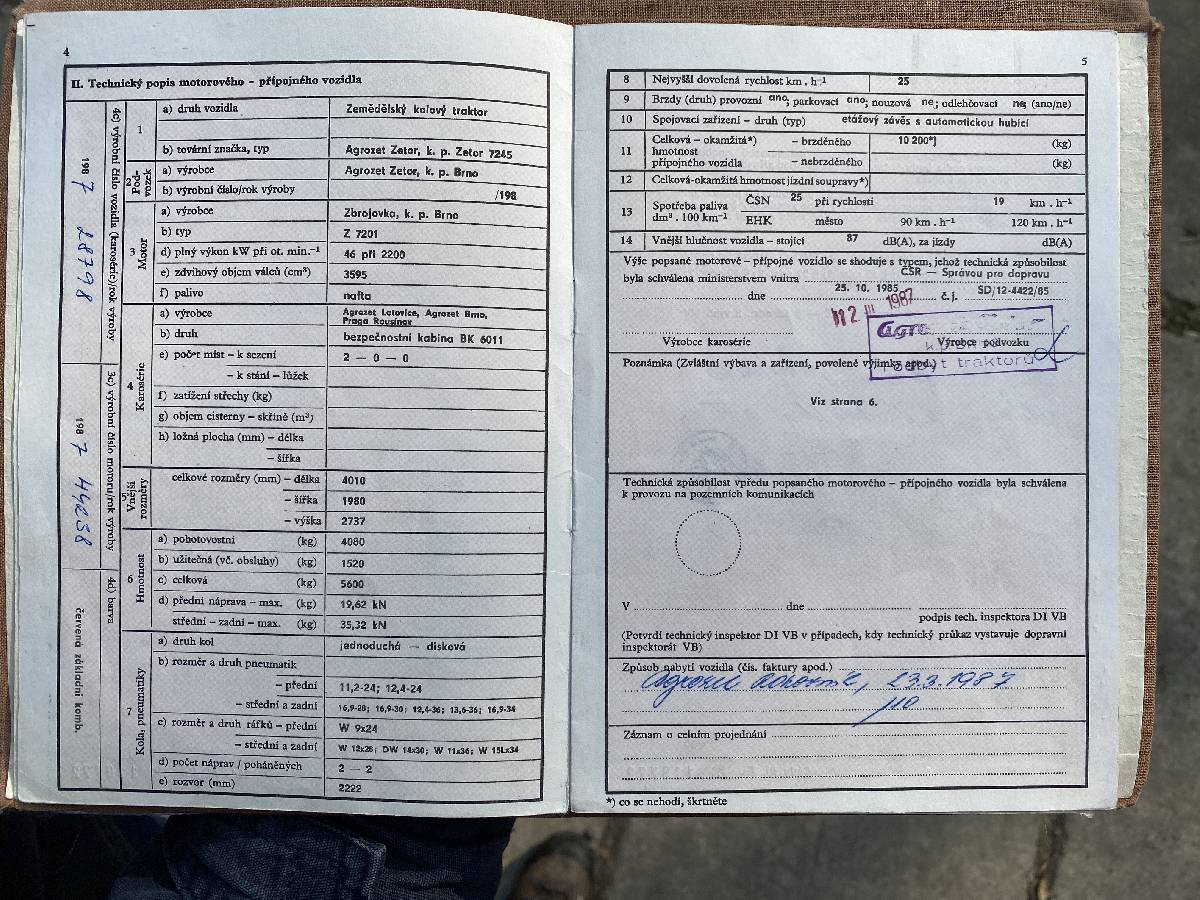 4
II. Technický popis motorového – přípojného vozidla
4c) výrobní číslo vozidla (karosérie)/rok výroby
198 7 28798
3c) výrobní číslo motoru/rok výroby
198 7 44258
4d) barva
červená základní komb.
1
a) druh vozidla Zemědělský kolový traktor
b) tovární značka, typ Agrozet Zetor, k. p. Zetor 7245
2 Pod-vozek
a) výrobce Agrozet Zetor, k. p. Brno
b) výrobní číslo/rok výroby /198
3 Motor
a) výrobce Zbrojovka, k. p. Brno
b) typ Z 7201
d) plný výkon kW při ot. min.⁻¹ 46 při 2200
e) zdvihový objem válců (cm³) 3595
f) palivo nafta
4 Karosérie
a) výrobce Agrozet Letovice, Agrozet Brno,
Praga Rousínov
b) druh bezpečnostní kabina BK 6011
e) počet míst – k sezení 2 — 0 — 0
– k stání – lůžek
f) zatížení střechy (kg)
g) objem cisterny – skříně (m³)
h) ložná plocha (mm) – délka
– šířka
5 Vnější rozměry
celkové rozměry (mm) – délka 4010
– šířka 1980
– výška 2737
6 Hmotnost
a) pohotovostní (kg) 4080
b) užitečná (vč. obsluhy) (kg) 1520
c) celková (kg) 5600
d) přední náprava – max. (kg) 19,62 kN
střední – zadní – max. (kg) 35,32 kN
7 Kola, pneumatiky
a) druh kol jednoduchá — disková
b) rozměr a druh pneumatik
– přední 11,2-24; 12,4-24
– střední a zadní 16,9-28; 16,9-30; 12,4-36; 13,6-36; 16,9-34
c) rozměr a druh ráfků – přední W 9x24
– střední a zadní W 12x28; DW 14x30; W 11x36; W 15Lx34
d) počet náprav / poháněných 2 — 2
e) rozvor (mm) 2222
5
8 Nejvyšší dovolená rychlost km . h⁻¹ 25
9 Brzdy (druh) provozní ano; parkovací ano; nouzová ne; odlehčovací ne; (ano/ne)
10 Spojovací zařízení – druh (typ) etážový závěs s automatickou hubicí
11 Celková – okamžitá*) – brzděného 10 200*) (kg)
hmotnost
přípojného vozidla – nebrzděného (kg)
12 Celková-okamžitá hmotnost jízdní soupravy*)
13 Spotřeba paliva dm³ . 100 km⁻¹
ČSN 25 při rychlosti 19 km . h⁻¹
EHK město 90 km . h⁻¹ 120 km . h⁻¹
14 Vnější hlučnost vozidla – stojící 87 dB(A), za jízdy dB(A)
Výše popsané motorové – přípojné vozidlo se shoduje s typem, jehož technická způsobilost
byla schválena ministerstvem vnitra ČSR — Správou pro dopravu
dne 25. 10. 1985 č. j. SD/12-4422/85
III 1987
Výrobce karosérie Výrobce podvozku
Poznámka (Zvláštní výbava a zařízení, povolené výjimky apod.)
Viz strana 6.
Technická způsobilost vpředu popsaného motorového – přípojného vozidla byla schválena
k provozu na pozemních komunikacích
V dne
podpis tech. inspektora DI VB
(Potvrdí technický inspektor DI VB v případech, kdy technický průkaz vystavuje dopravní
inspektorát VB)
Způsob nabytí vozidla (čís. faktury apod.)
23.3.1987
Záznam o celním projednání
*) co se nehodí, škrtněte